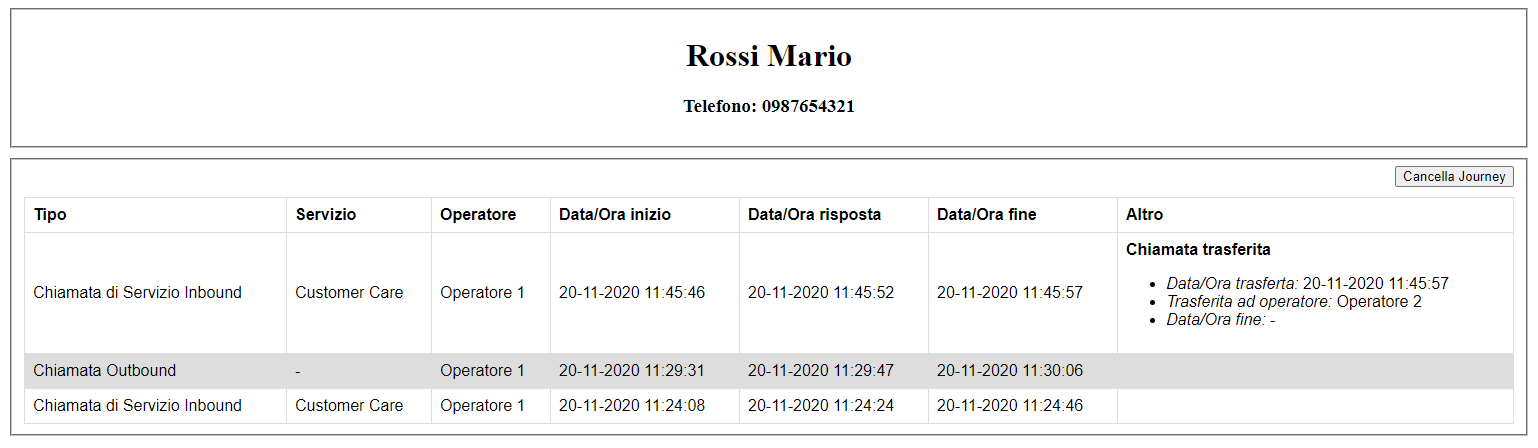 Rossi Mario
Telefono: 0987654321
Cancella Journey
Tipo Servizio Operatore Data/Ora inizio Data/Ora risposta Data/Ora fine Altro
Chiamata di Servizio Inbound Customer Care Operatore 1 20-11-2020 11:45:46 20-11-2020 11:45:52 20-11-2020 11:45:57 Chiamata trasferita
• Data/Ora trasferta: 20-11-2020 11:45:57
• Trasferita ad operatore: Operatore 2
• Data/Ora fine: -
Chiamata Outbound - Operatore 1 20-11-2020 11:29:31 20-11-2020 11:29:47 20-11-2020 11:30:06
Chiamata di Servizio Inbound Customer Care Operatore 1 20-11-2020 11:24:08 20-11-2020 11:24:24 20-11-2020 11:24:46